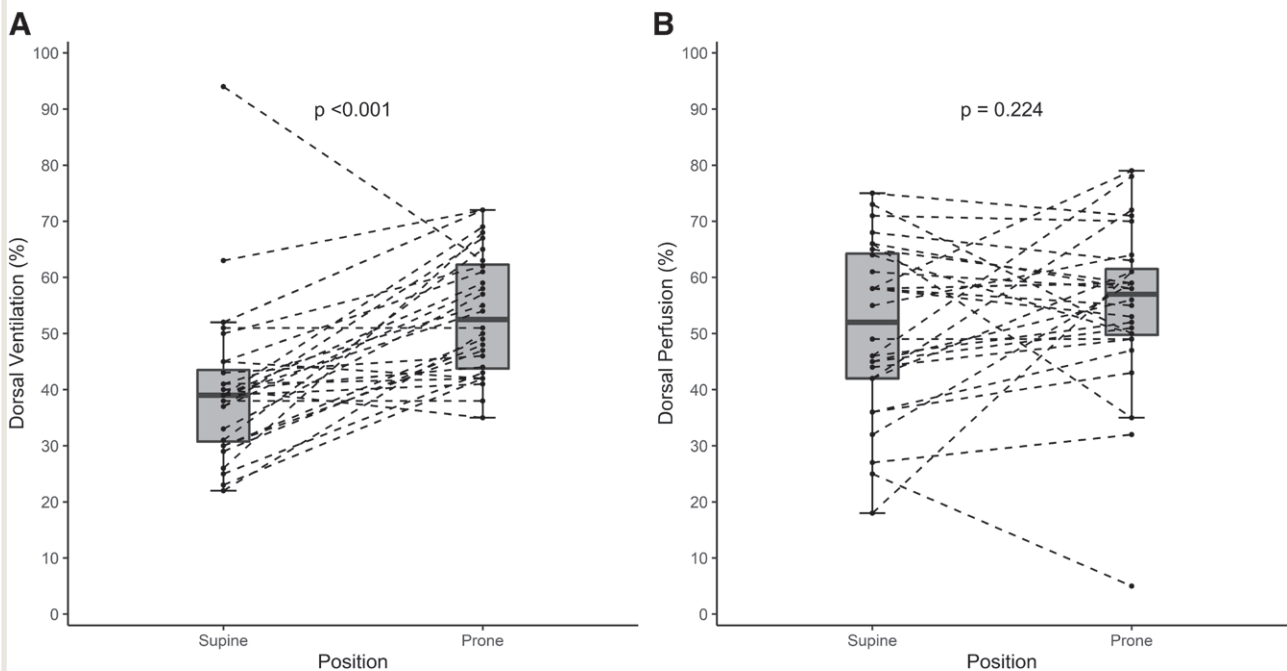 A
Dorsal Ventilation (%)
100
90
80
70
60
50
40
30
20
10
0
p <0.001
Supine
Prone
Position
B
Dorsal Perfusion (%)
100
90
80
70
60
50
40
30
20
10
0
p = 0.224
Supine
Prone
Position